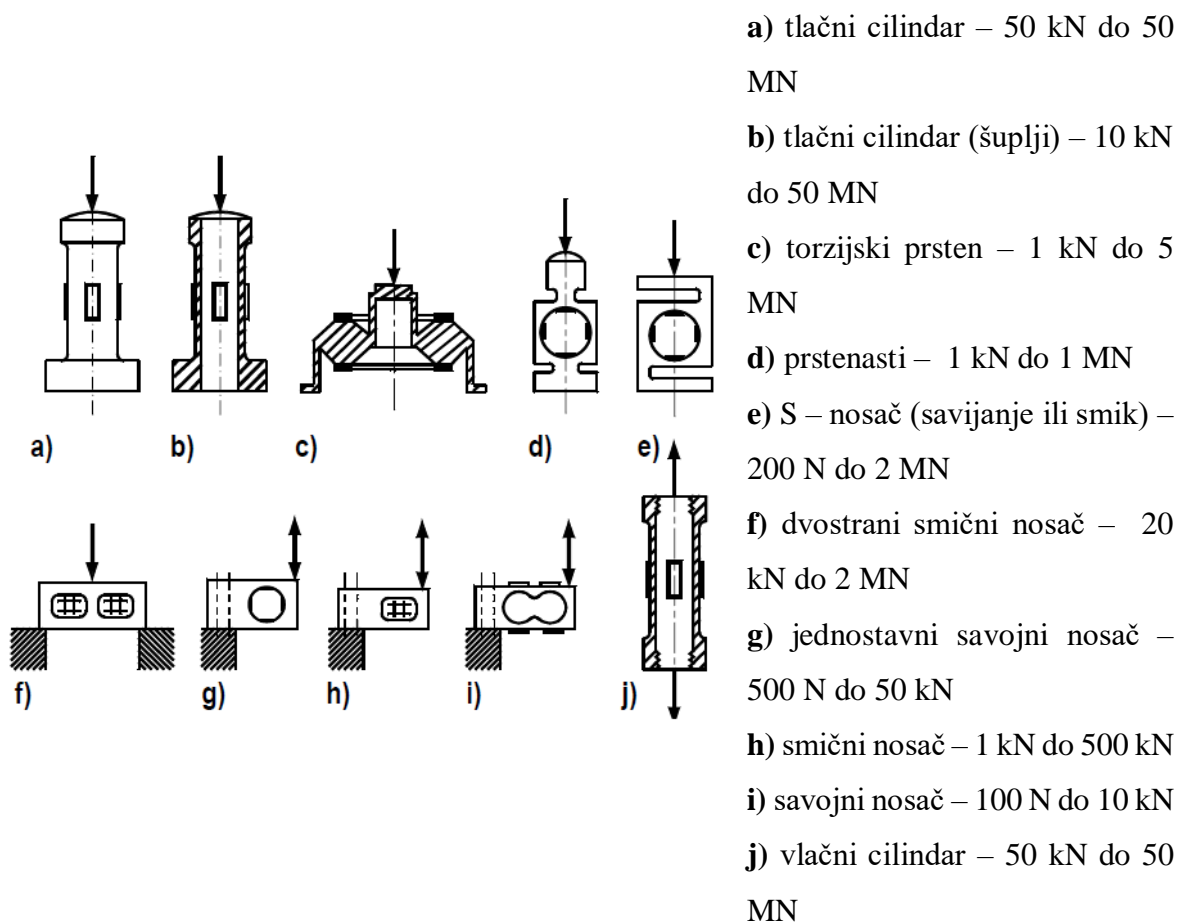 a) tlačni cilindar – 50 kN do 50
MN
b) tlačni cilindar (šuplji) – 10 kN
do 50 MN
c) torzijski prsten – 1 kN do 5
MN
d) prstenasti – 1 kN do 1 MN
e) S – nosač (savijanje ili smik) –
200 N do 2 MN
f) dvostrani smični nosač – 20
kN do 2 MN
g) jednostavni savojni nosač –
500 N do 50 kN
h) smični nosač – 1 kN do 500 kN
i) savojni nosač – 100 N do 10 kN
j) vlačni cilindar – 50 kN do 50
MN
a) b) c) d) e)
f) g) h) i) j)